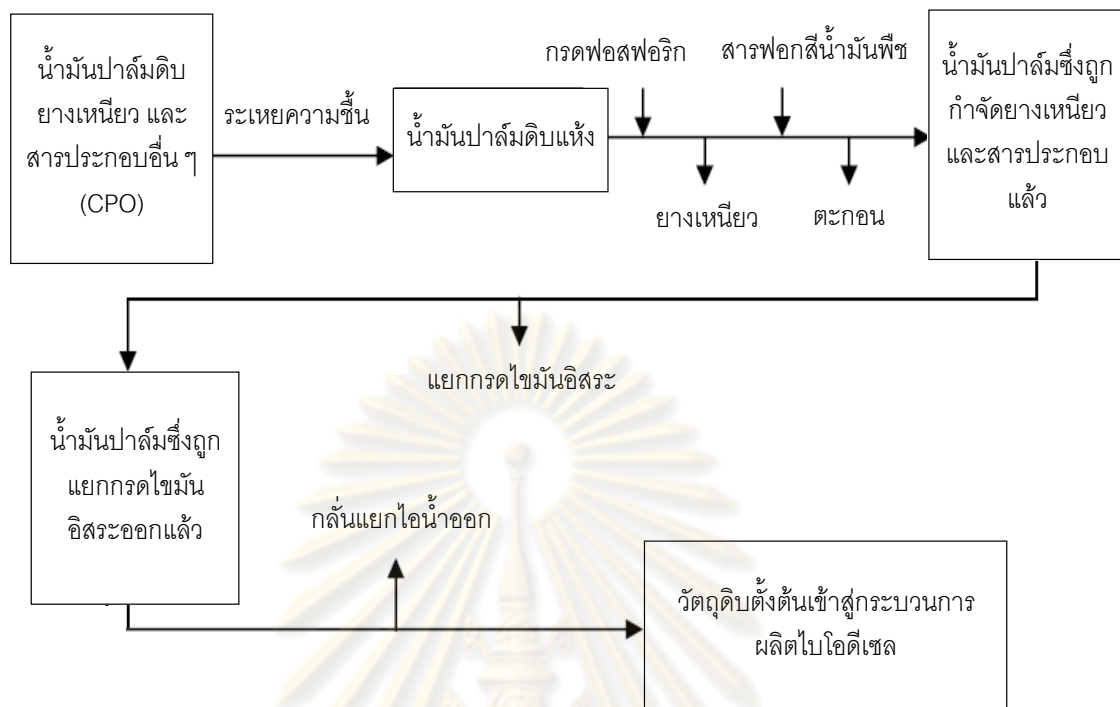 น้ำมันปาล์มดิบ
ยางเหนียว และ
สารประกอบอื่น ๆ
(CPO)
ระเหยความชื้น
น้ำมันปาล์มดิบแห้ง
กรดฟอสฟอริก
สารฟอกสีน้ำมันพืช
ยางเหนียว
ตะกอน
น้ำมันปาล์มซึ่งถูก
กำจัดยางเหนียว
และสารประกอบ
แล้ว
แยกกรดไขมันอิสระ
น้ำมันปาล์มซึ่งถูก
แยกกรดไขมัน
อิสระออกแล้ว
กลั่นแยกไอน้ำออก
วัตถุดิบตั้งต้นเข้าสู่กระบวนการ
ผลิตไบโอดีเซล